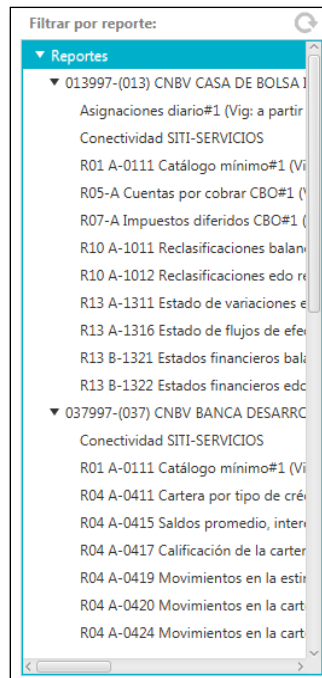 Filtrar por reporte:
Reportes
013997-(013) CNBV CASA DE BOLSA
Asignaciones diario#1 (Vig: a partir
Conectividad SITI-SERVICIOS
R01 A-0111 Catálogo mínimo#1 (Vi
R05-A Cuentas por cobrar CBO#1 (
R07-A Impuestos diferidos CBO#1 (
R10 A-1011 Reclasificaciones balan
R10 A-1012 Reclasificaciones edo re
R13 A-1311 Estado de variaciones e
R13 A-1316 Estado de flujos de efe
R13 B-1321 Estados financieros bala
R13 B-1322 Estados financieros edo
037997-(037) CNBV BANCA DESARRO
Conectividad SITI-SERVICIOS
R01 A-0111 Catálogo mínimo#1 (Vi
R04 A-0411 Cartera por tipo de cré
R04 A-0415 Saldos promedio, inter
R04 A-0417 Calificación de la carter
R04 A-0419 Movimientos en la esti
R04 A-0420 Movimientos en la cart
R04 A-0424 Movimientos en la cart